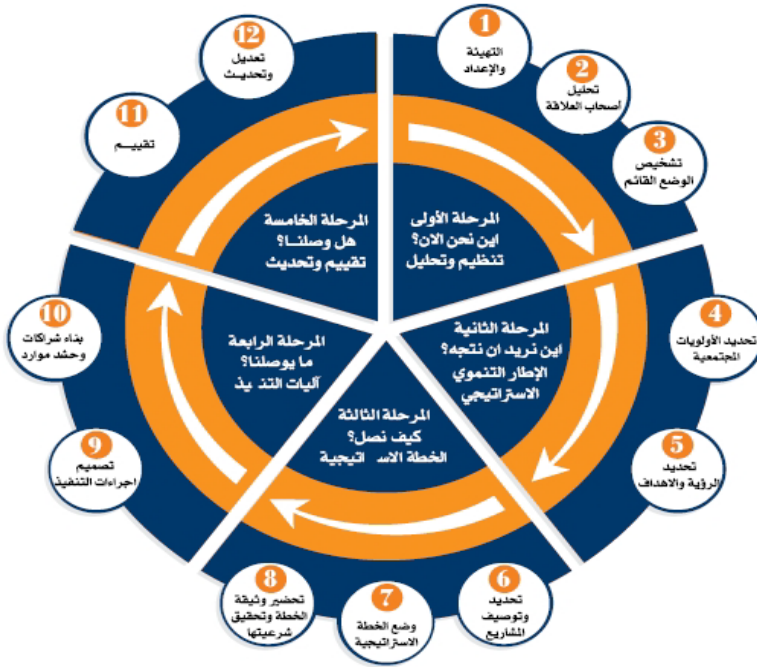 1
التهيئة
والإعداد
2
تحليل
أصحاب العلاقة
3
تشخيص
الوضع القائم
4
تحديد الأولويات
المجتمعية
5
تحديد
الرؤية والاهداف
6
تحديد
وتوصيف
المشاريع
7
وضع الخطة
الاستراتيجية
8
تحضير وثيقة
الخطة وتحقيق
شرعيتها
9
تصميم
اجراءات التنفيذ
10
بناء شراكات
وحشد موارد
11
تقييـــم
12
تعديل
وتحديـث
المرحلة الأولى
اين نحن الان؟
تنظيم وتحليل
المرحلة الثانية
اين نريد ان نتجه؟
الإطار التنموي
الاستراتيجي
المرحلة الثالثة
كيف نصل؟
الخطة
المرحلة الرابعة
ما يوصلنا؟
آليات
المرحلة الخامسة
هل وصلنـا؟
تقييم وتحديث